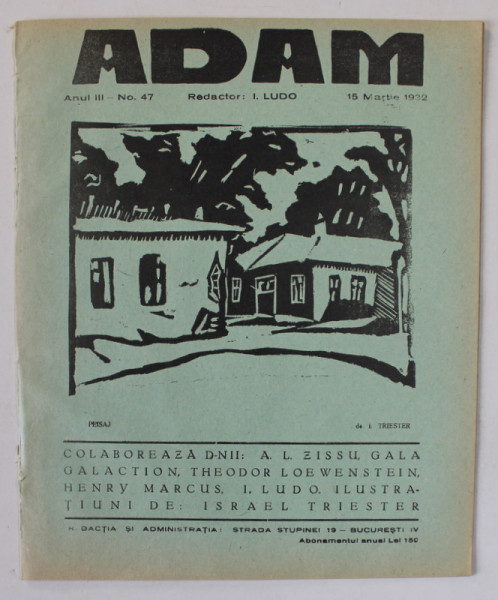 ADAM
Anul III — No. 47 Redactor: I. LUDO 15 Martie 1932
PEISAJ de I. TRIESTER
COLABOREAZĂ D-NII: A. L. ZISSU, GALA
GALACTION, THEODOR LOEWENSTEIN,
HENRY MARCUS, I. LUDO. ILUSTRA-
ȚIUNI DE: ISRAEL TRIESTER
R DACȚIA ȘI ADMINISTRAȚIA: STRADA STUPINEI 19 — BUCUREȘTI IV
Abonamentul anual Lei 150